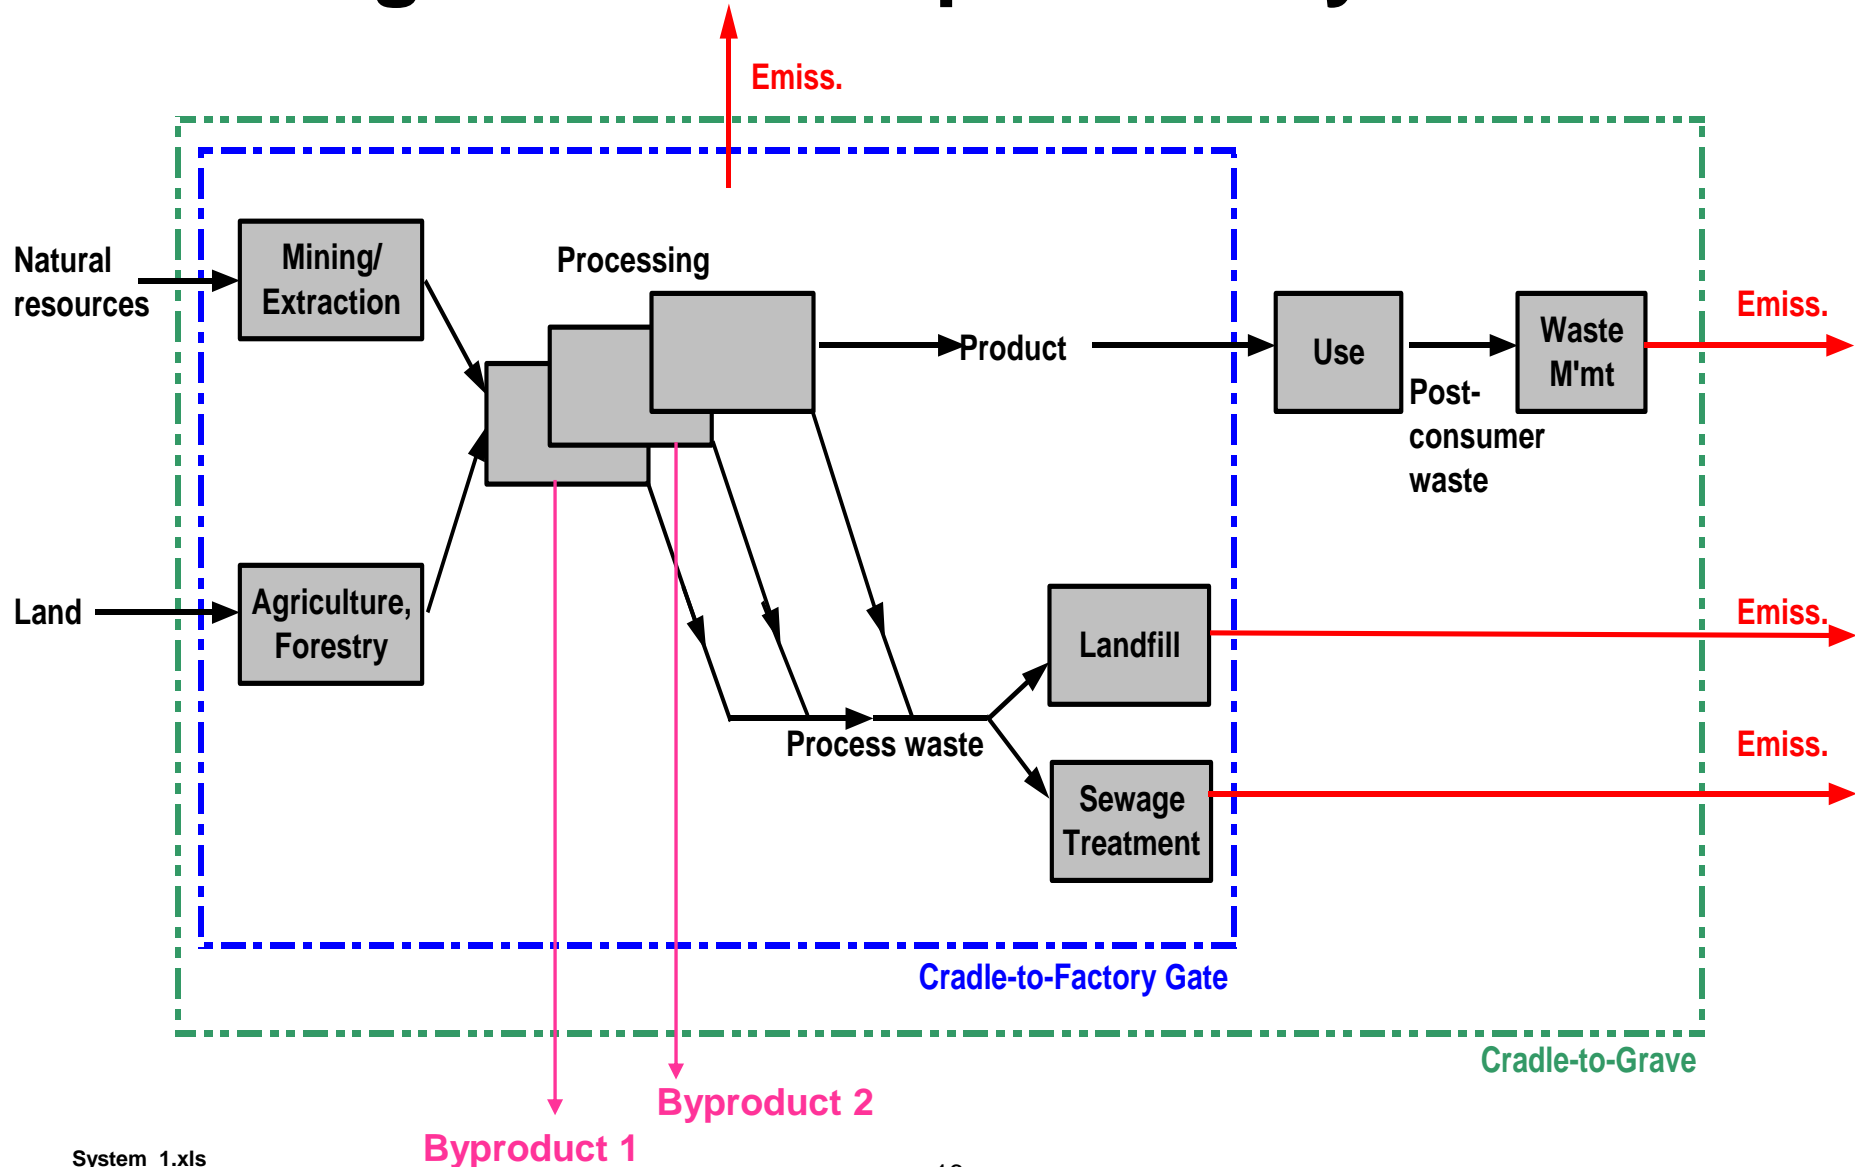 Emiss.
Natural
resources
Mining/
Extraction
Processing
Product
Use
Post-
consumer
waste
Waste
M'mt
Emiss.
Land
Agriculture,
Forestry
Landfill
Emiss.
Process waste
Sewage
Treatment
Emiss.
Cradle-to-Factory Gate
Cradle-to-Grave
Byproduct 2
Byproduct 1
System_1.xls